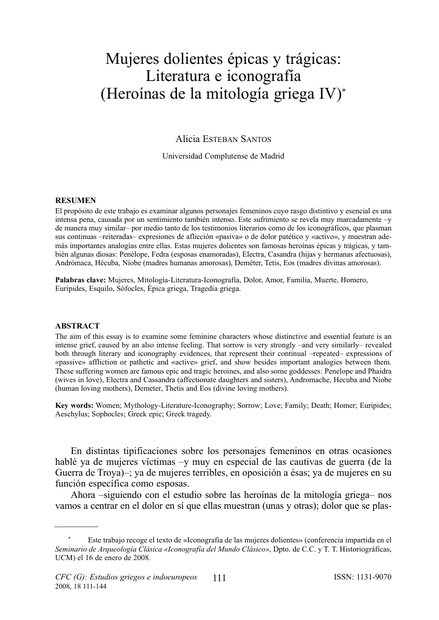 Mujeres dolientes épicas y trágicas:
Literatura e iconografía
(Heroínas de la mitología griega IV)*
Alicia ESTEBAN SANTOS
Universidad Complutense de Madrid
RESUMEN
El propósito de este trabajo es examinar algunos personajes femeninos cuyo rasgo distintivo y esencial es una
intensa pena, causada por un sentimiento también intenso. Este sufrimiento se revela muy marcadamente –y
de manera muy similar– por medio tanto de los testimonios literarios como de los iconográficos, que plasman
sus continuas –reiteradas– expresiones de aflicción «pasiva» o de dolor patético y «activo», y muestran ade-
más importantes analogías entre ellas. Estas mujeres dolientes son famosas heroínas épicas y trágicas, y tam-
bién algunas diosas: Penélope, Fedra (esposas enamoradas), Electra, Casandra (hijas y hermanas afectuosas),
Andrómaca, Hécuba, Níobe (madres humanas amorosas), Deméter, Tetis, Eos (madres divinas amorosas).
Palabras clave: Mujeres, Mitología-Literatura-Iconografía, Dolor, Amor, Familia, Muerte, Homero,
Eurípides, Esquilo, Sófocles, Épica griega, Tragedia griega.
ABSTRACT
The aim of this essay is to examine some feminine characters whose distinctive and essential feature is an
intense grief, caused by an also intense feeling. That sorrow is very strongly –and very similarly– revealed
both through literary and iconography evidences, that represent their continual –repeated– expressions of
«passive» affliction or pathetic and «active» grief, and show besides important analogies between them.
These suffering women are famous epic and tragic heroines, and also some goddesses: Penelope and Phaidra
(wives in love), Electra and Cassandra (affectionate daughters and sisters), Andromache, Hecuba and Niobe
(human loving mothers), Demeter, Thetis and Eos (divine loving mothers).
Key words: Women; Mythology-Literature-Iconography; Sorrow; Love; Family; Death; Homer; Euripides;
Aeschylus; Sophocles; Greek epic; Greek tragedy.
En distintas tipificaciones sobre los personajes femeninos en otras ocasiones
hablé ya de mujeres víctimas –y muy en especial de las cautivas de guerra (de la
Guerra de Troya)–; ya de mujeres terribles, en oposición a ésas; ya de mujeres en su
función específica como esposas.
Ahora –siguiendo con el estudio sobre las heroínas de la mitología griega– nos
vamos a centrar en el dolor en sí que ellas muestran (unas y otras); dolor que se plas-
* Este trabajo recoge el texto de «Iconografía de las mujeres dolientes» (conferencia impartida en el
Seminario de Arqueología Clásica «Iconografía del Mundo Clásico», Dpto. de C.C. y T. T. Historiográficas,
UCM) el 16 de enero de 2008.
CFC (G): Estudios griegos e indoeuropeos 111 ISSN: 1131-9070
2008, 18 111-144